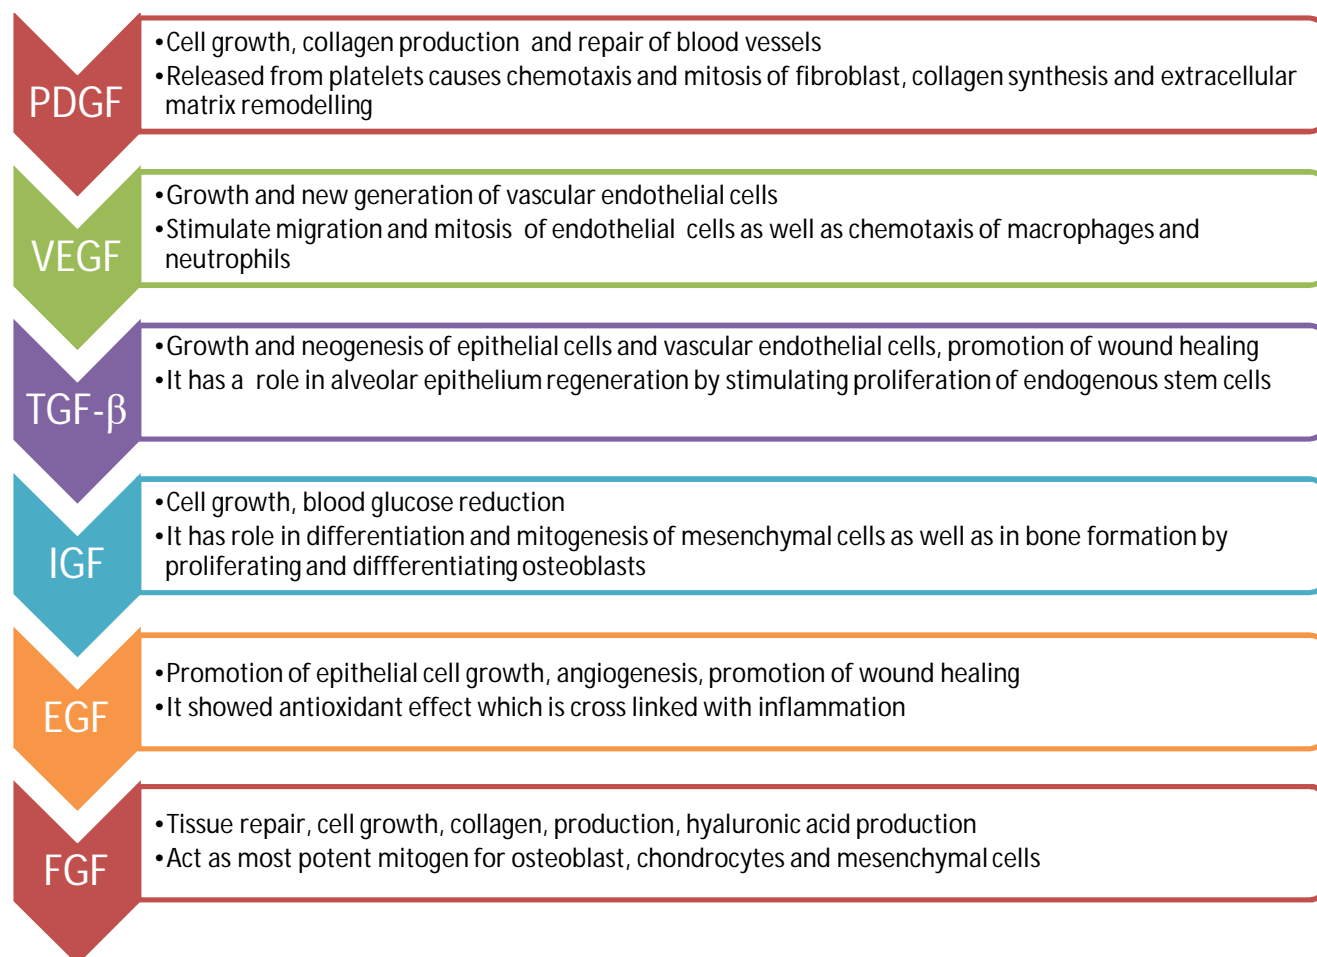 PDGF
•Cell growth, collagen production and repair of blood vessels
•Released from platelets causes chemotaxis and mitosis of fibroblast, collagen synthesis and extracellular
matrix remodelling
VEGF
•Growth and new generation of vascular endothelial cells
•Stimulate migration and mitosis of endothelial cells as well as chemotaxis of macrophages and
neutrophils
TGF-β
•Growth and neogenesis of epithelial cells and vascular endothelial cells, promotion of wound healing
•It has a role in alveolar epithelium regeneration by stimulating proliferation of endogenous stem cells
IGF
•Cell growth, blood glucose reduction
•It has role in differentiation and mitogenesis of mesenchymal cells as well as in bone formation by
proliferating and diffferentiating osteoblasts
EGF
•Promotion of epithelial cell growth, angiogenesis, promotion of wound healing
•It showed antioxidant effect which is cross linked with inflammation
FGF
•Tissue repair, cell growth, collagen, production, hyaluronic acid production
•Act as most potent mitogen for osteoblast, chondrocytes and mesenchymal cells